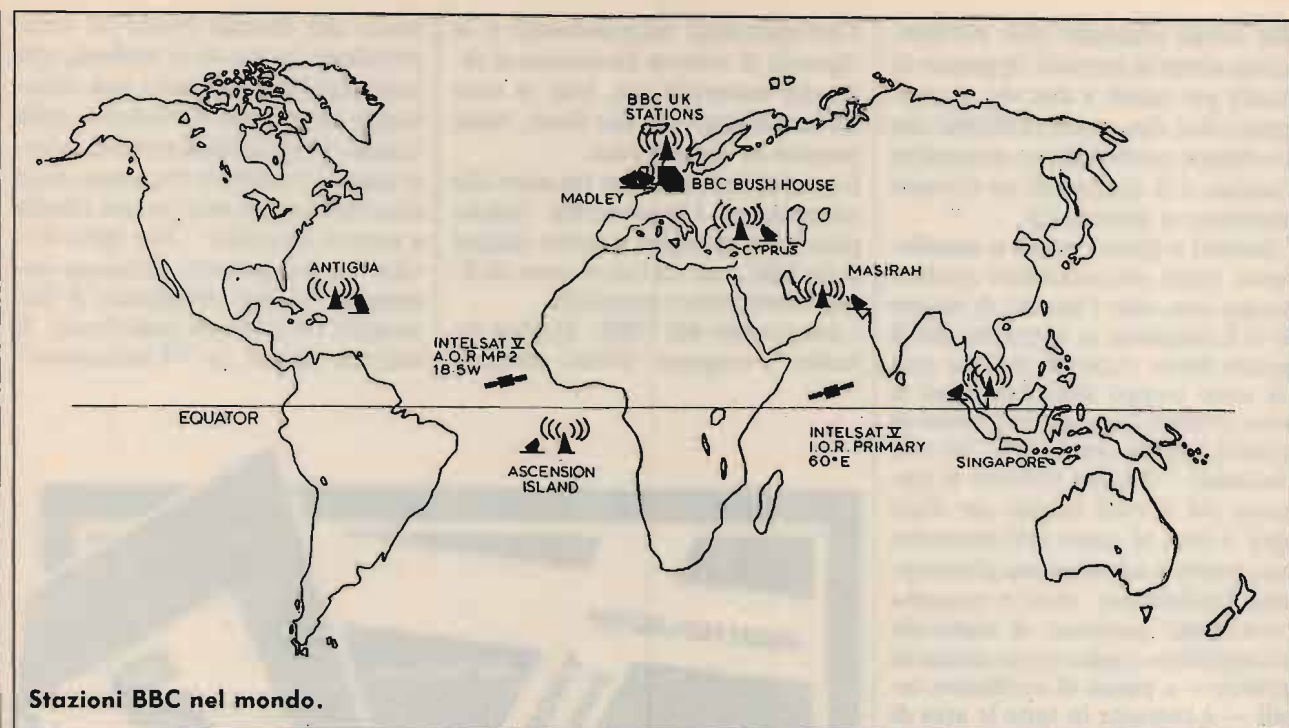 BBC UK
STATIONS
MADLEY
BBC BUSH HOUSE
CYPRUS
ANTIGUA
MASIRAH
INTELSAT V
A.O.R MP2
18·5W
EQUATOR
ASCENSION
ISLAND
INTELSAT V
I.O.R. PRIMARY
60°E
SINGAPORE
Stazioni BBC nel mondo.